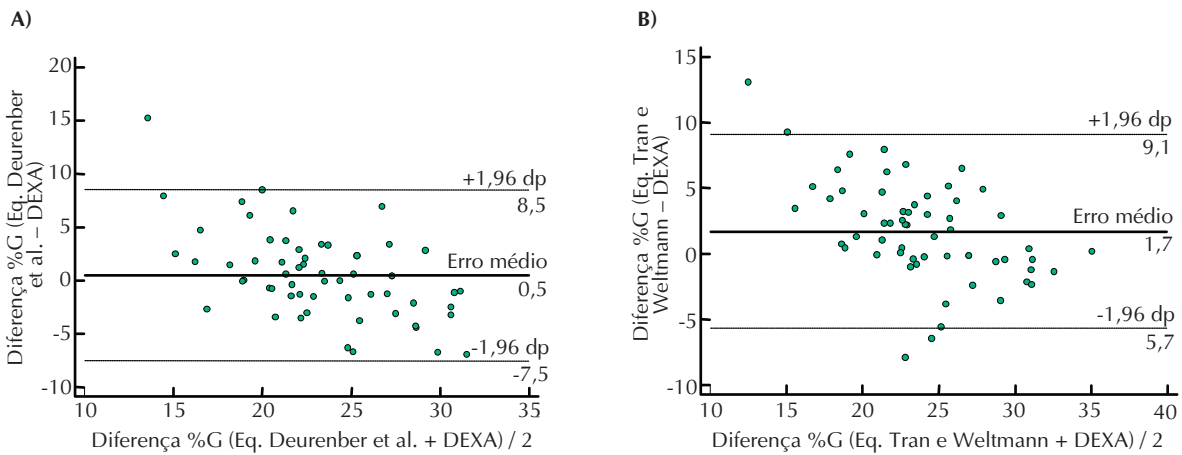 A)
Diferença %G (Eq. Deurenber
et al. – DEXA)
20
15
10
5
0
-5
-10
+1,96 dp
8,5
Erro médio
0,5
-1,96 dp
-7,5
10 15 20 25 30 35
Diferença %G (Eq. Deurenber et al. + DEXA) / 2
B)
Diferença %G (Eq. Tran e
Weltmann – DEXA)
15
10
5
0
-5
-10
+1,96 dp
9,1
Erro médio
1,7
-1,96 dp
5,7
10 15 20 25 30 35 40
Diferença %G (Eq. Tran e Weltmann + DEXA) / 2